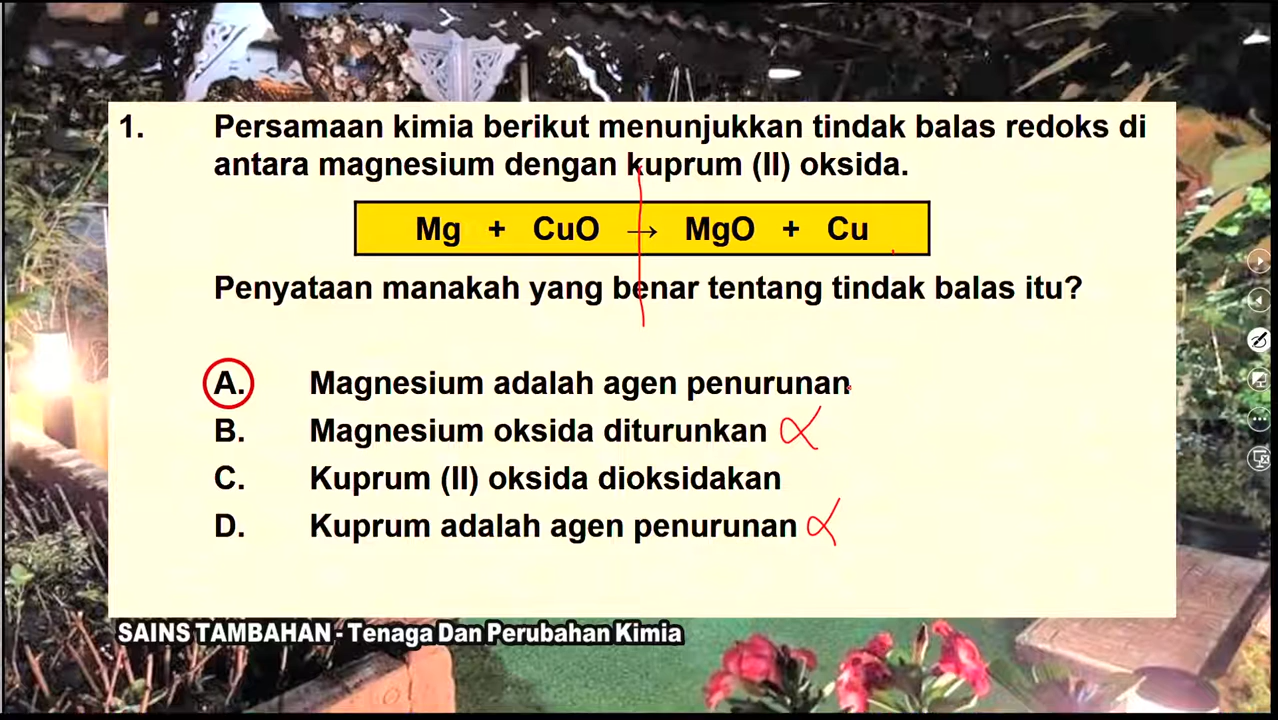 1. Persamaan kimia berikut menunjukkan tindak balas redoks di
antara magnesium dengan kuprum (II) oksida.
Mg + CuO → MgO + Cu
Penyataan manakah yang benar tentang tindak balas itu?
A. Magnesium adalah agen penurunan
B. Magnesium oksida diturunkan
C. Kuprum (II) oksida dioksidakan
D. Kuprum adalah agen penurunan
SAINS TAMBAHAN - Tenaga Dan Perubahan Kimia